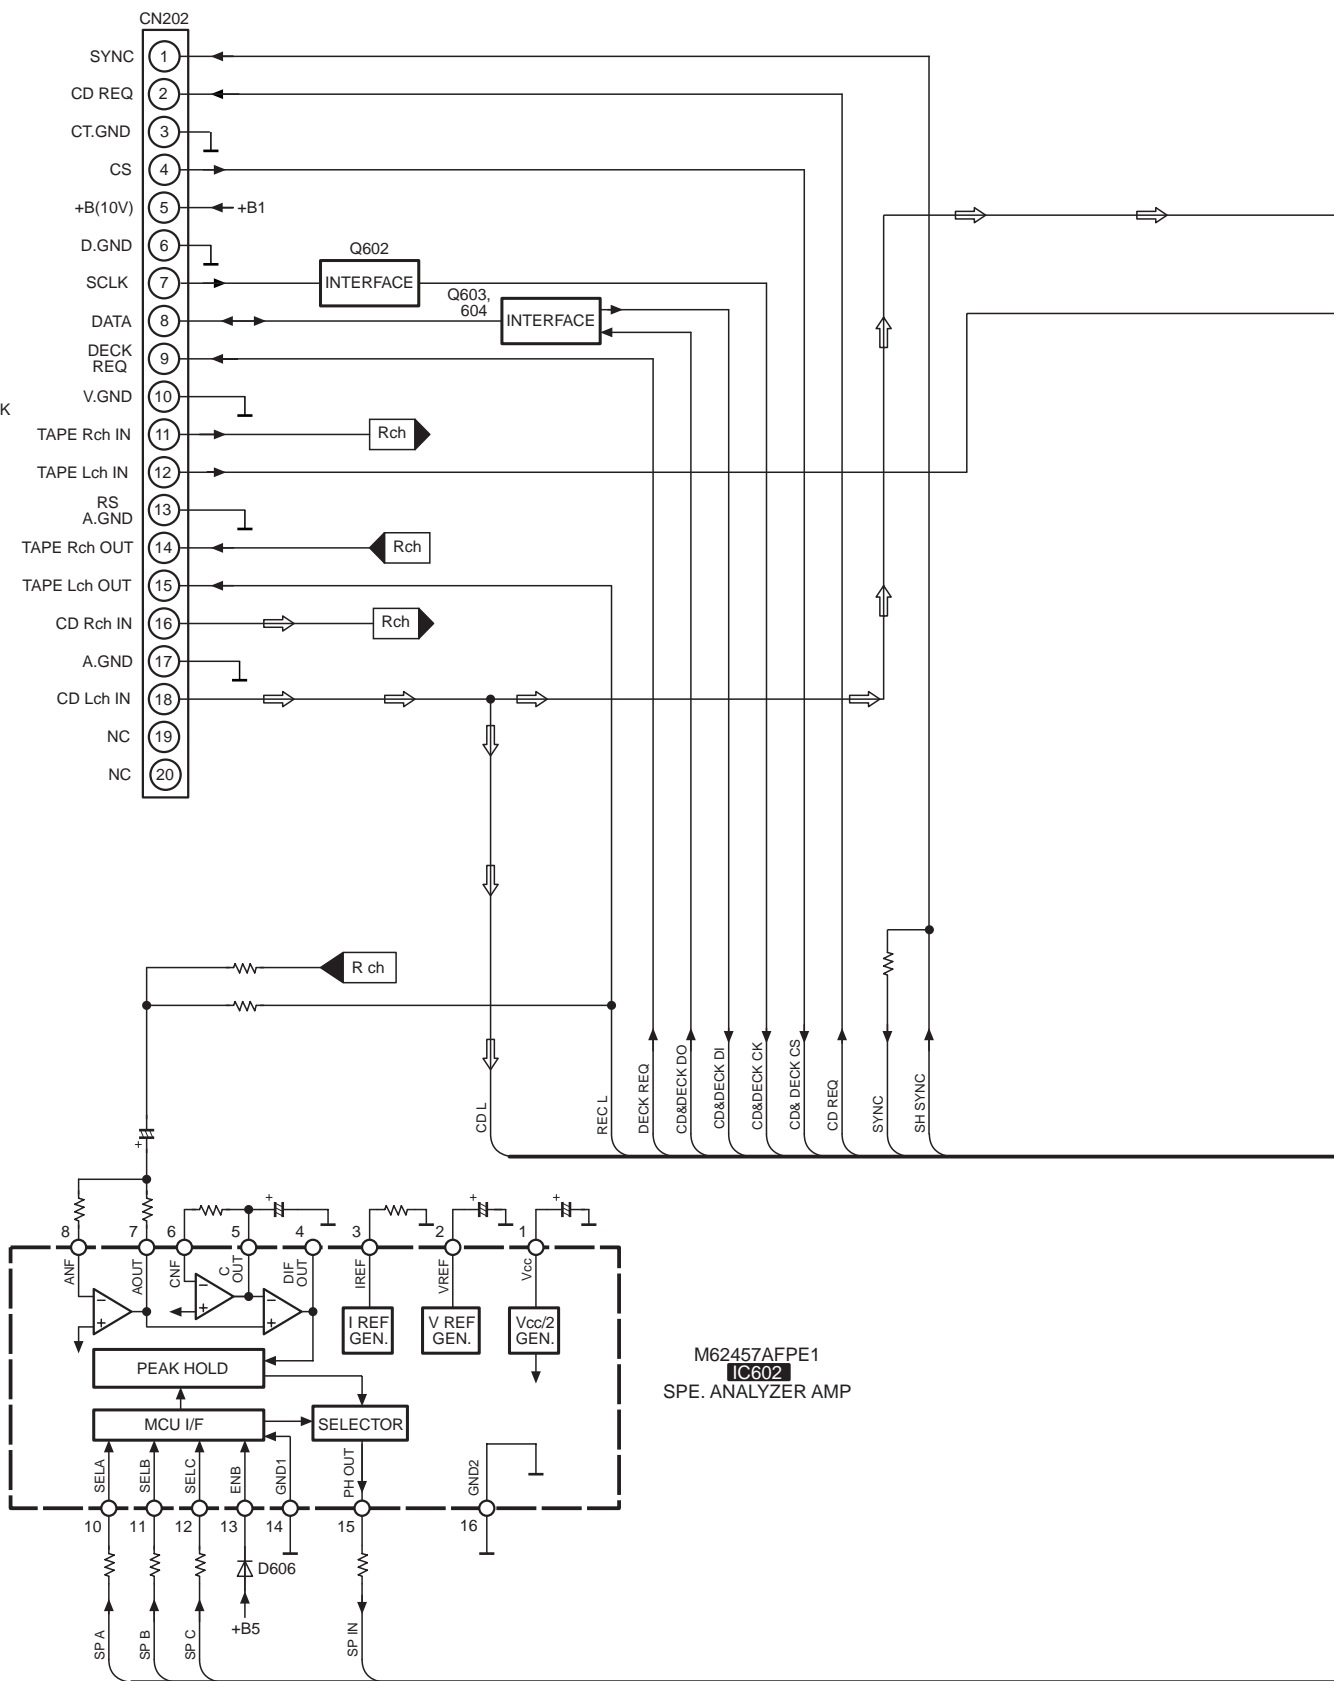 CN202
SYNC 1
CD REQ 2
CT.GND 3
CS 4
+B(10V) 5 +B1
D.GND 6
Q602
SCLK 7 INTERFACE
Q603,
604
DATA 8 INTERFACE
DECK
REQ 9
V.GND 10
K
TAPE Rch IN 11 Rch
TAPE Lch IN 12
RS
A.GND 13
TAPE Rch OUT 14 Rch
TAPE Lch OUT 15
CD Rch IN 16 Rch
A.GND 17
CD Lch IN 18
NC 19
NC 20
R ch
CD L
REC L
DECK REQ
CD&DECK DO
CD&DECK DI
CD&DECK CK
CD& DECK CS
CD REQ
SYNC
SH SYNC
+
+ + +
8 7 6 5 4 3 2 1
ANF
AOUT
CNF
C
OUT
DIF
OUT
IREF
VREF
Vcc
− + − + − +
I REF
GEN.
V REF
GEN.
Vcc/2
GEN.
PEAK HOLD
MCU I/F
SELECTOR
M62457AFPE1
IC602
SPE. ANALYZER AMP
SELA
SELB
SELC
ENB
GND1
PH OUT
GND2
10 11 12 13 14 15 16
D606
+B5
SP A
SP B
SP C
SP IN